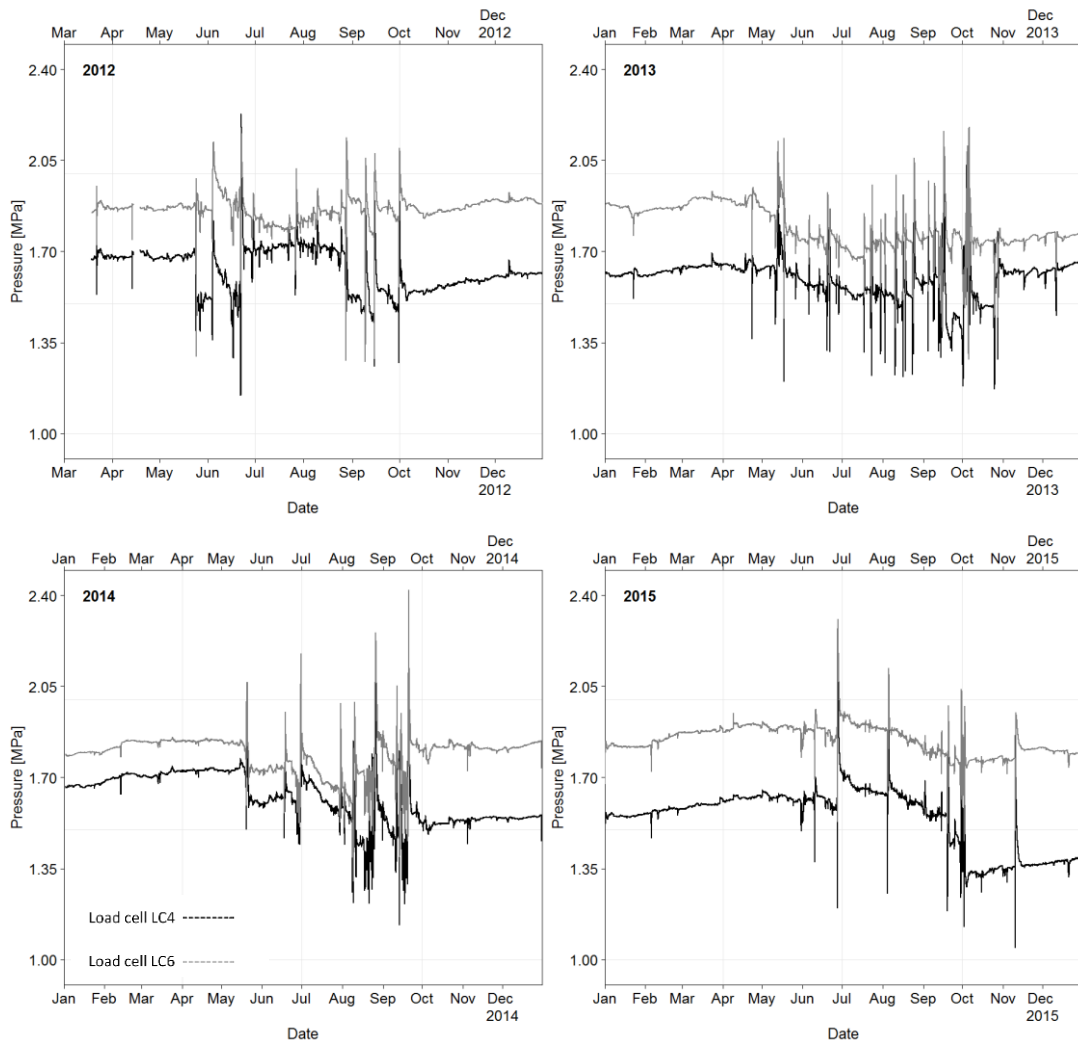 Dec
Mar Apr May Jun Jul Aug Sep Oct Nov 2012
2012
Pressure [MPa]
2.40
2.05
1.70
1.35
1.00
Mar Apr May Jun Jul Aug Sep Oct Nov Dec
2012
Date
Dec
Jan Feb Mar Apr May Jun Jul Aug Sep Oct Nov 2013
2013
Pressure [MPa]
2.40
2.05
1.70
1.35
1.00
Jan Feb Mar Apr May Jun Jul Aug Sep Oct Nov Dec
2013
Date
Dec
Jan Feb Mar Apr May Jun Jul Aug Sep Oct Nov 2014
2014
Pressure [MPa]
2.40
2.05
1.70
1.35
1.00
Load cell LC4
Load cell LC6
Jan Feb Mar Apr May Jun Jul Aug Sep Oct Nov Dec
2014
Date
Dec
Jan Feb Mar Apr May Jun Jul Aug Sep Oct Nov 2015
2015
Pressure [MPa]
2.40
2.05
1.70
1.35
1.00
Jan Feb Mar Apr May Jun Jul Aug Sep Oct Nov Dec
2015
Date